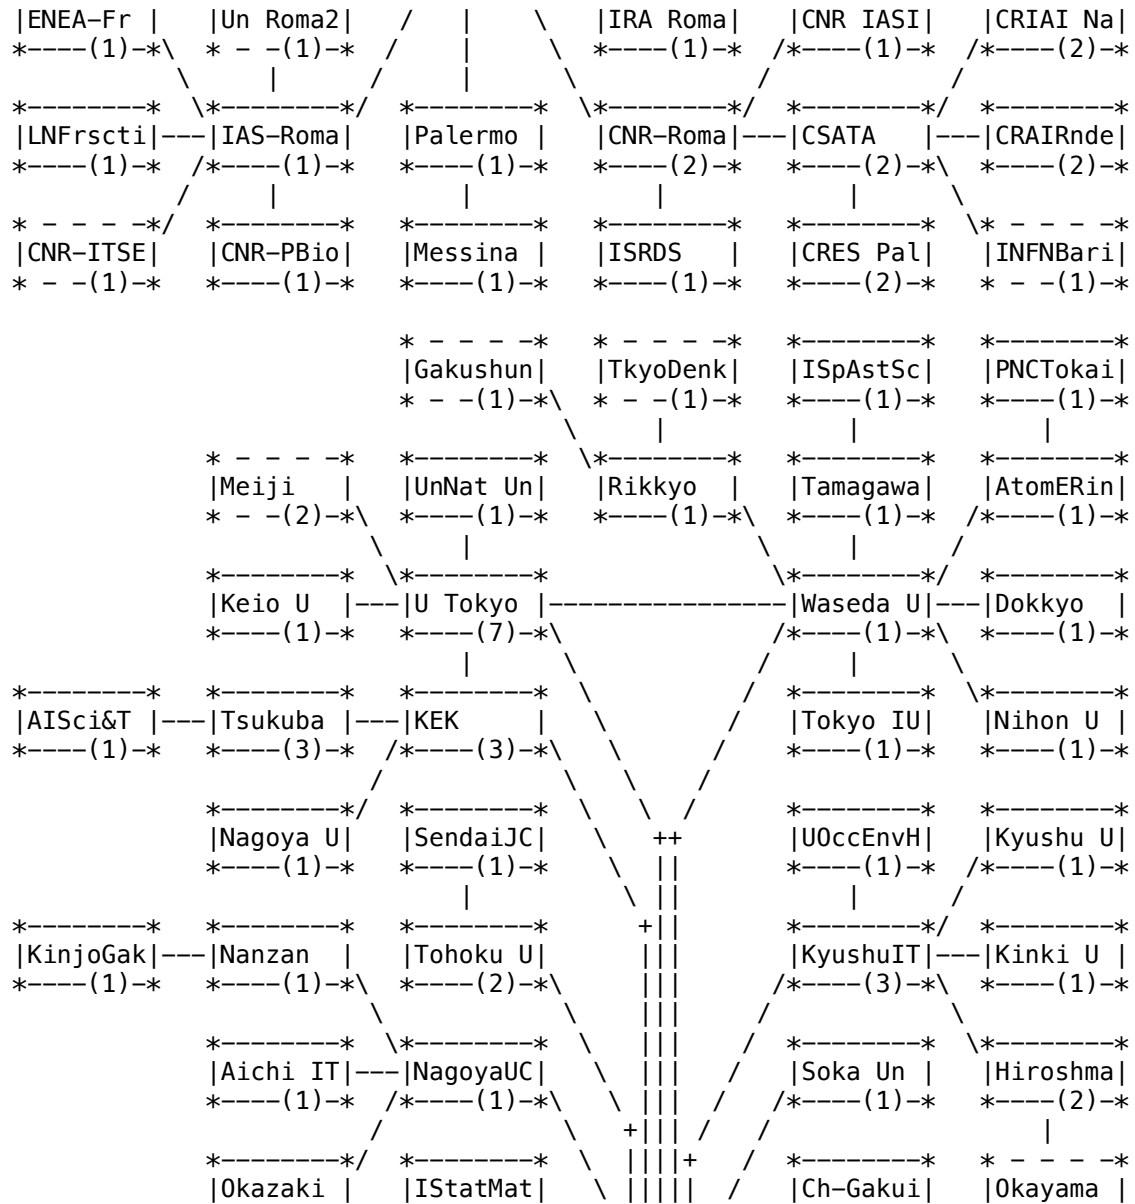 |ENEA-Fr |  |Un Roma2|   /    |    \   |IRA Roma|  |CNR IASI|  |CRIAI Na|
*----(1)-*\  * - -(1)-*   /    |     \  *----(1)-*  /*----(1)-*  /*----(2)-*
           \     |      /     |      \            /            /
*--------*  \*--------*/  *--------*  \*--------*/  *--------*/  *--------*
|LNFrscti|---|IAS-Roma|   |Palermo |   |CNR-Roma|---|CSATA   |---|CRAIRnde|
*----(1)-*  /*----(1)-*   *----(1)-*   *----(2)-*   *----(2)-*\  *----(2)-*
           /     |            |            |            |      \
* - - - -*/  *--------*   *--------*   *--------*   *--------*  \* - - - -*
|CNR-ITSE|   |CNR-PBio|   |Messina |   |ISRDS   |   |CRES Pal|   |INFNBari|
* - -(1)-*   *----(1)-*   *----(1)-*   *----(1)-*   *----(2)-*   * - -(1)-*
* - - - -*   * - - - -*   *--------*   *--------*
|Gakushun|   |TkyoDenk|   |ISpAstSc|   |PNCTokai|
* - -(1)-*\  * - -(1)-*   *----(1)-*   *----(1)-*
\     |            |            |
* - - - -*   *--------*  \*--------*   *--------*   *--------*
|Meiji   |   |UnNat Un|   |Rikkyo  |   |Tamagawa|   |AtomERin|
* - -(2)-*\  *----(1)-*   *----(1)-*\  *----(1)-*  /*----(1)-*
\     |                  \     |      /
*--------*  \*--------*               \*--------*/  *--------*
|Keio U  |---|U Tokyo |----------------|Waseda U|---|Dokkyo  |
*----(1)-*   *----(7)-*\              /*----(1)-*\  *----(1)-*
|      \            /     |      \
*--------*   *--------*   *--------*    \          /  *--------*  \*--------*
|AISci&T |---|Tsukuba |---|KEK     |     \        /   |Tokyo IU|   |Nihon U |
*----(1)-*   *----(3)-*  /*----(3)-*\     \      /    *----(1)-*   *----(1)-*
/            \     \    /
*--------*/  *--------*    \     \  /     *--------*   *--------*
|Nagoya U|   |SendaiJC|     \     ++      |UOccEnvH|   |Kyushu U|
*----(1)-*   *----(1)-*      \    ||      *----(1)-*  /*----(1)-*
|           \   ||          |      /
*--------*   *--------*   *--------*         +||      *--------*/  *--------*
|KinjoGak|---|Nanzan  |   |Tohoku U|         |||      |KyushuIT|---|Kinki U |
*----(1)-*   *----(1)-*\  *----(2)-*\        |||     /*----(3)-*\  *----(1)-*
\            \       |||    /            \
*--------*  \*--------*    \      |||   /   *--------*  \*--------*
|Aichi IT|---|NagoyaUC|     \     |||  /    |Soka Un |   |Hiroshma|
*----(1)-*  /*----(1)-*\     \    ||| /    /*----(1)-*   *----(2)-*
/            \     +||| /    /                |
*--------*/  *--------*    \    ||||+    /  *--------*   * - - - -*
|Okazaki |   |IStatMat|     \  |||||   /   |Ch-Gakui|   |Okayama |